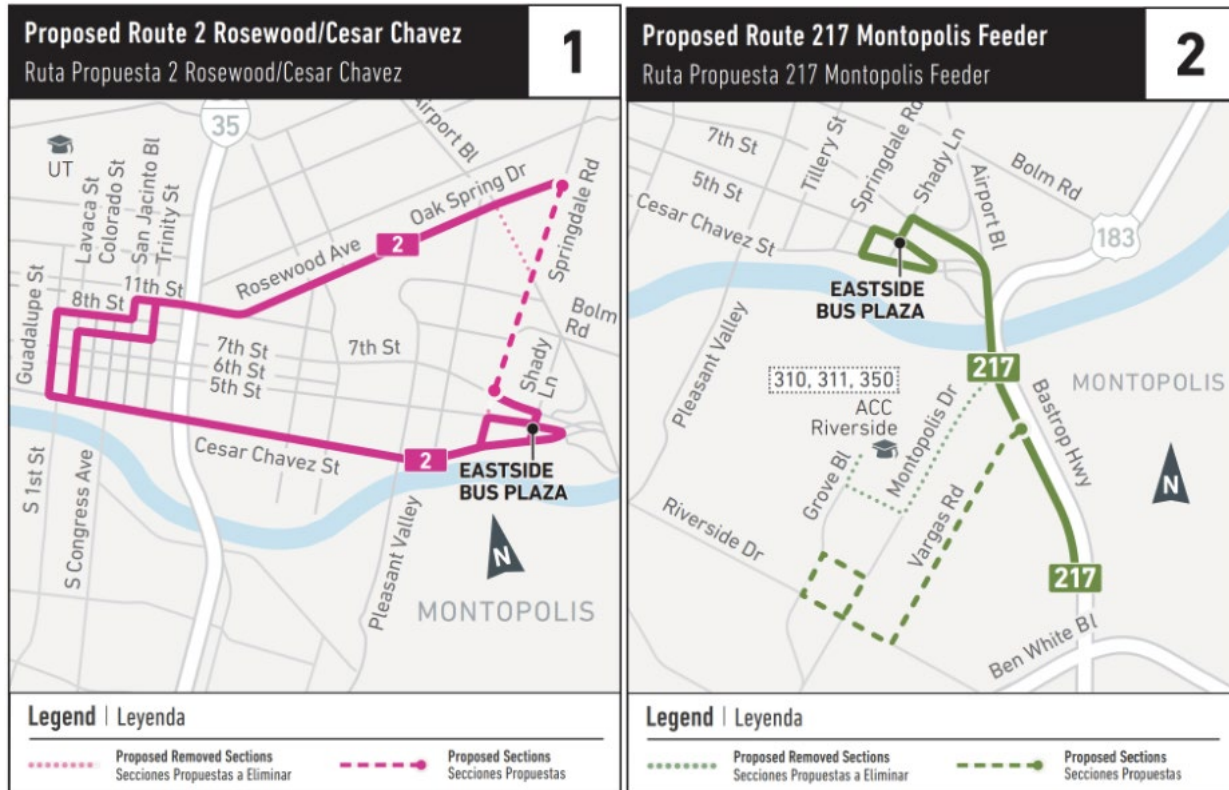 Proposed Route 2 Rosewood/Cesar Chavez
Ruta Propuesta 2 Rosewood/Cesar Chavez
1
35
UT
Airport Bl
Oak Spring Dr
Springdale Rd
Lavaca St
Colorado St
San Jacinto Bl
Trinity St
2
Rosewood Ave
11th St
8th St
Guadalupe St
Bolm
Rd
7th St
6th St
5th St
7th St
Shady
Ln
Cesar Chavez St
2
EASTSIDE
BUS PLAZA
S 1st St
S Congress Ave
Pleasant Valley
N
MONTOPOLIS
Legend | Leyenda
Proposed Removed Sections
Secciones Propuestas a Eliminar
Proposed Sections
Secciones Propuestas
Proposed Route 217 Montopolis Feeder
Ruta Propuesta 217 Montopolis Feeder
2
7th St
5th St
Cesar Chavez St
Tillery St
Springdale Rd
Shady Ln
Airport Bl
Bolm Rd
183
EASTSIDE
BUS PLAZA
Pleasant Valley
217
310, 311, 350
ACC
Riverside
MONTOPOLIS
Bastrop Hwy
Montopolis Dr
Grove Bl
Vargas Rd
Riverside Dr
N
217
Ben White Bl
Legend | Leyenda
Proposed Removed Sections
Secciones Propuestas a Eliminar
Proposed Sections
Secciones Propuestas